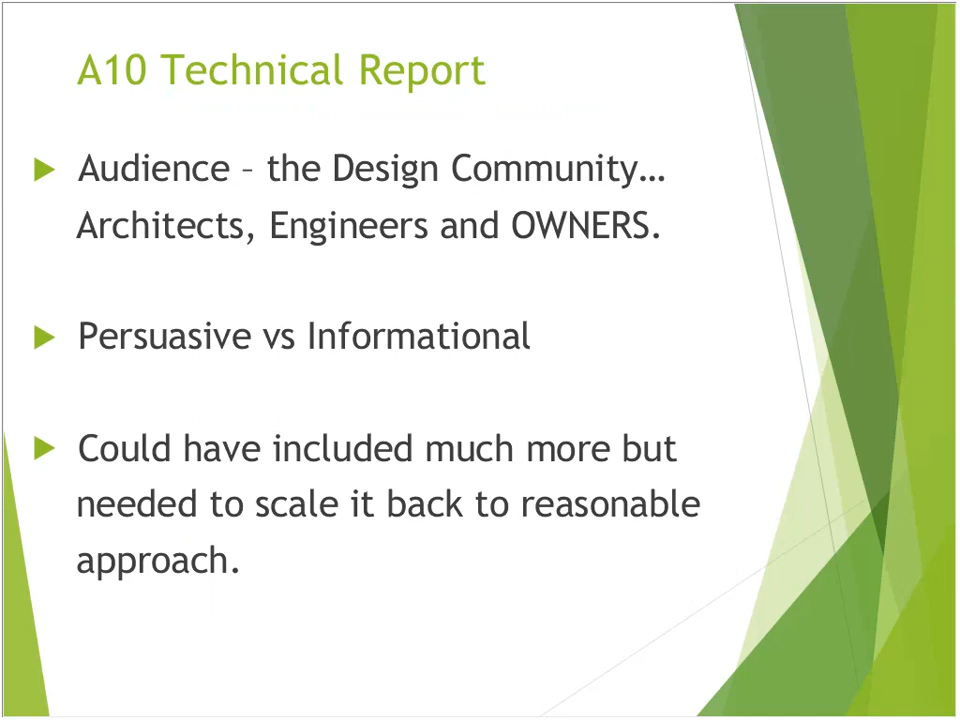 A10 Technical Report
Audience – the Design Community…
Architects, Engineers and OWNERS.
Persuasive vs Informational
Could have included much more but
needed to scale it back to reasonable
approach.